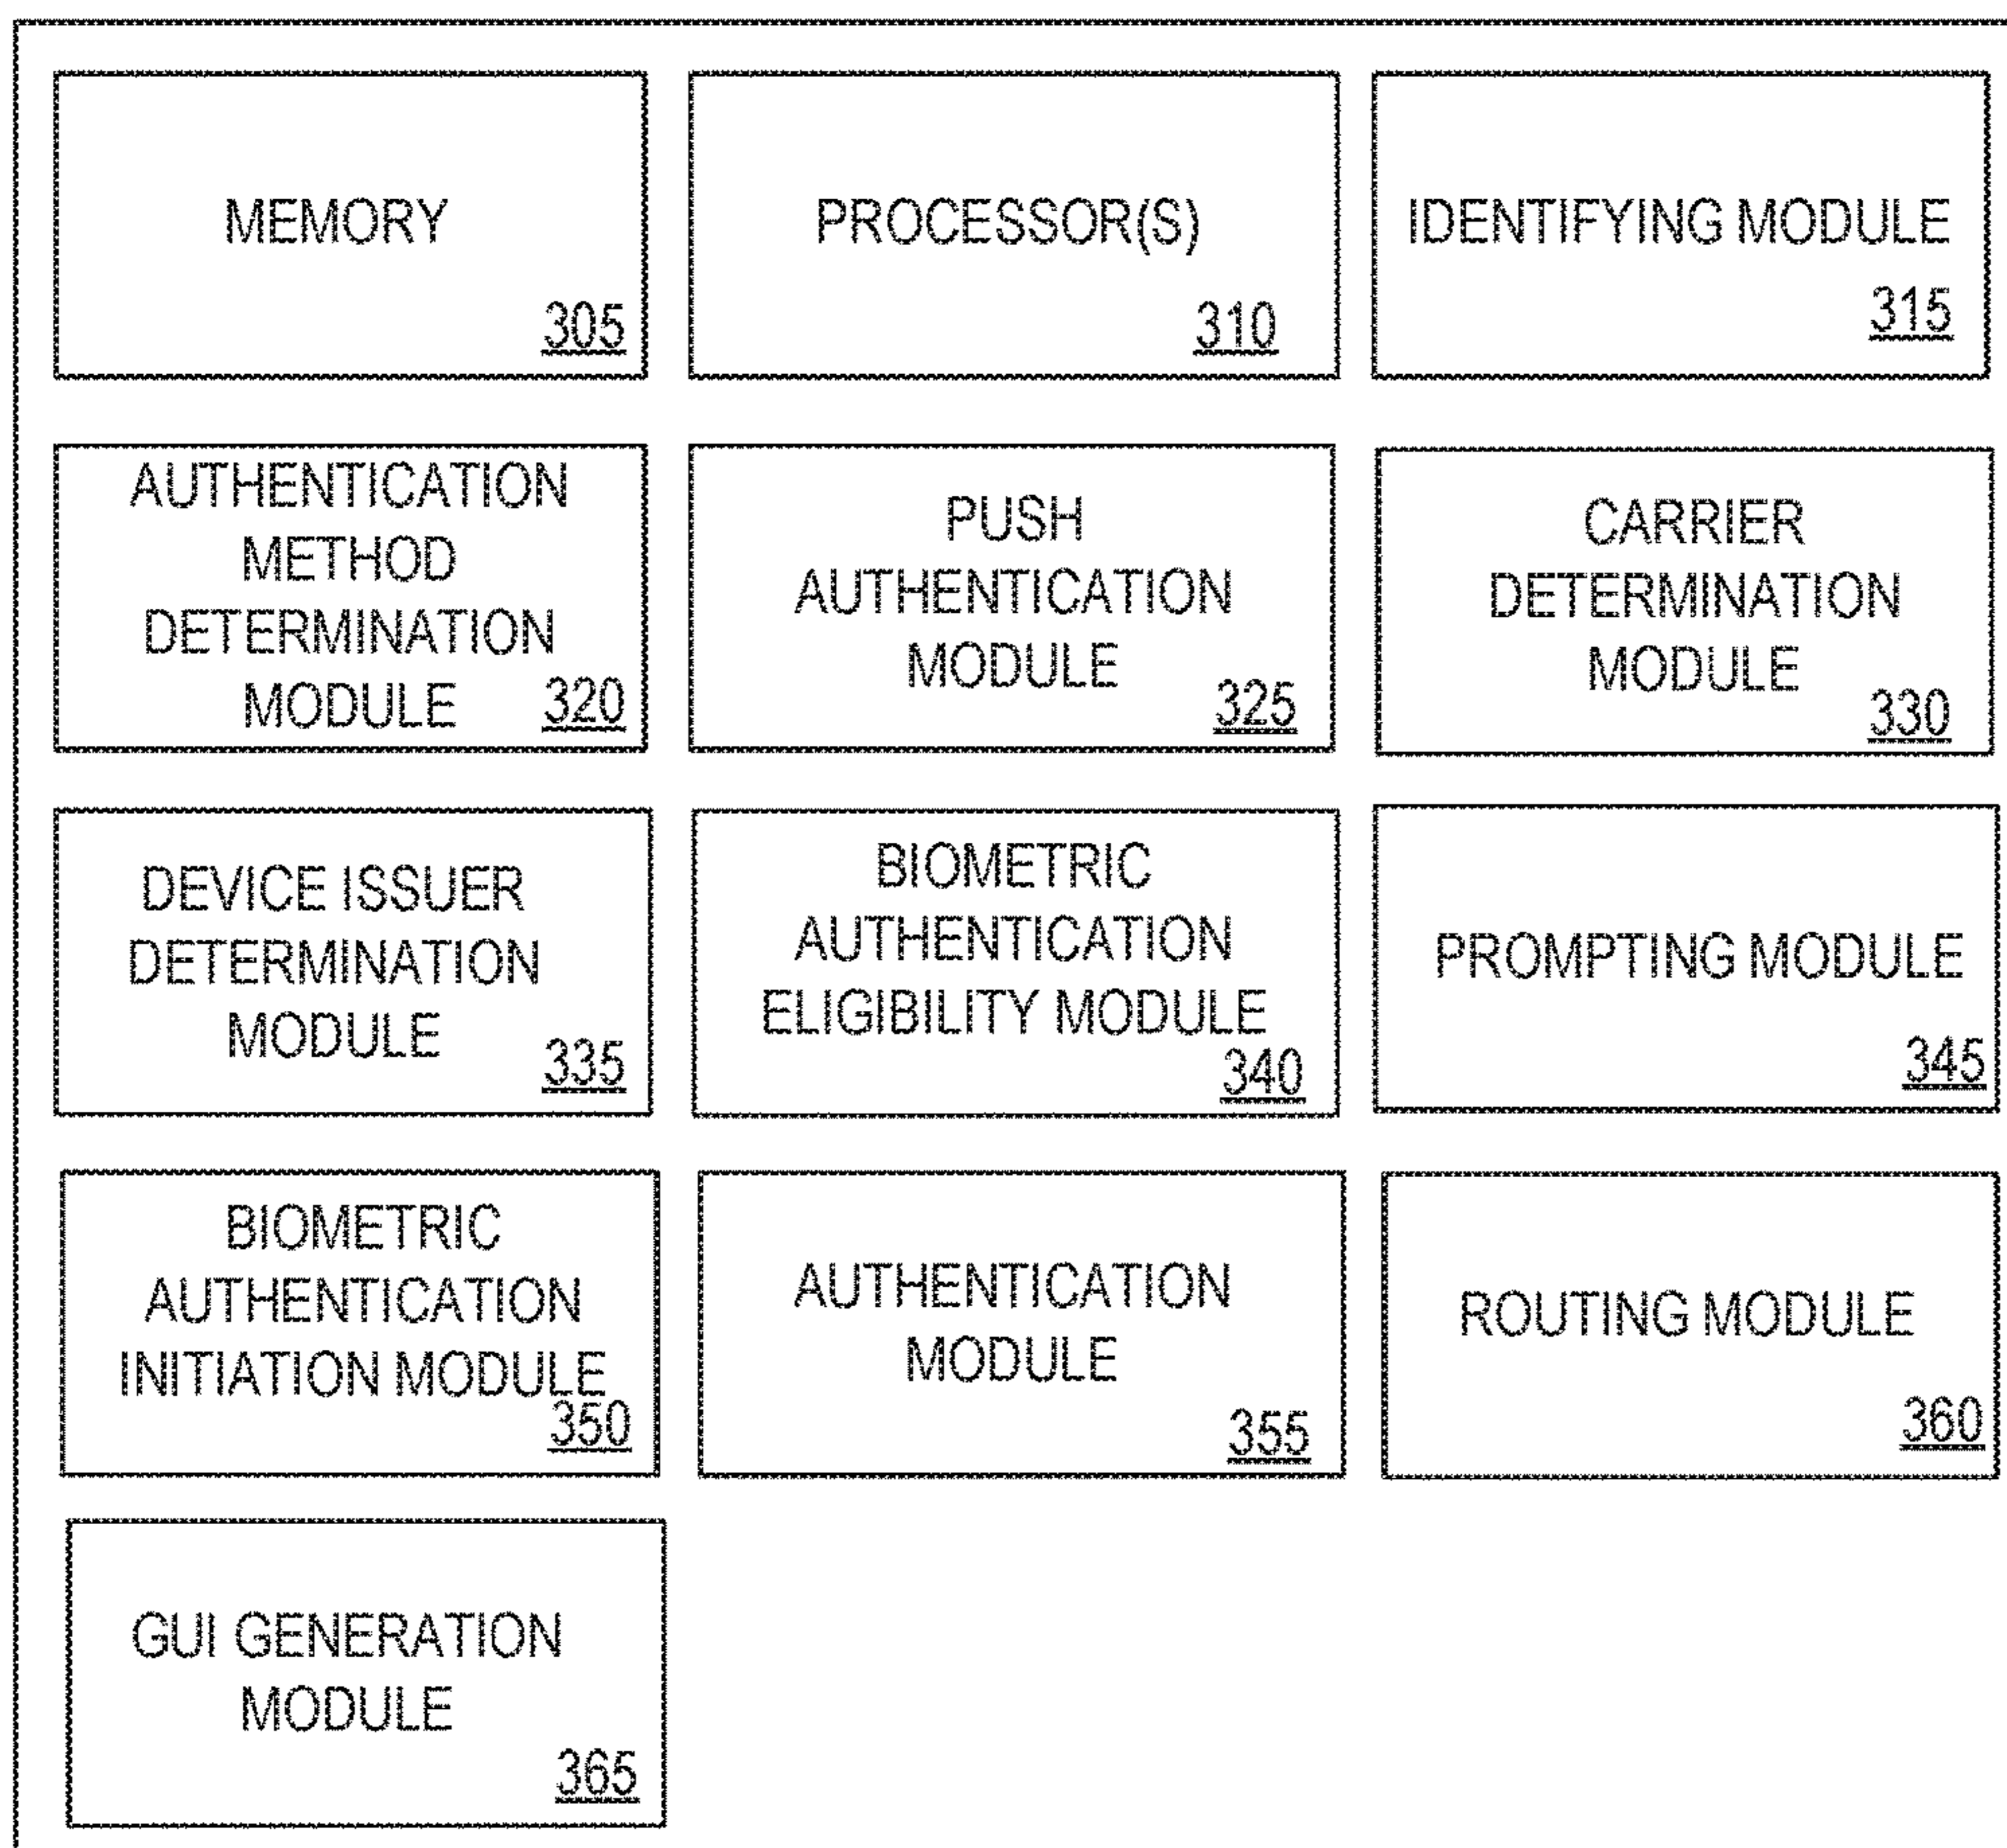 MEMORY
305
PROCESSOR(S)
310
IDENTIFYING MODULE
315
AUTHENTICATION
METHOD
DETERMINATION
MODULE
320
PUSH
AUTHENTICATION
MODULE
325
CARRIER
DETERMINATION
MODULE
330
DEVICE ISSUER
DETERMINATION
MODULE
335
BIOMETRIC
AUTHENTICATION
ELIGIBILITY MODULE
340
PROMPTING MODULE
345
BIOMETRIC
AUTHENTICATION
INITIATION MODULE
350
AUTHENTICATION
MODULE
355
ROUTING MODULE
360
GUI GENERATION
MODULE
365